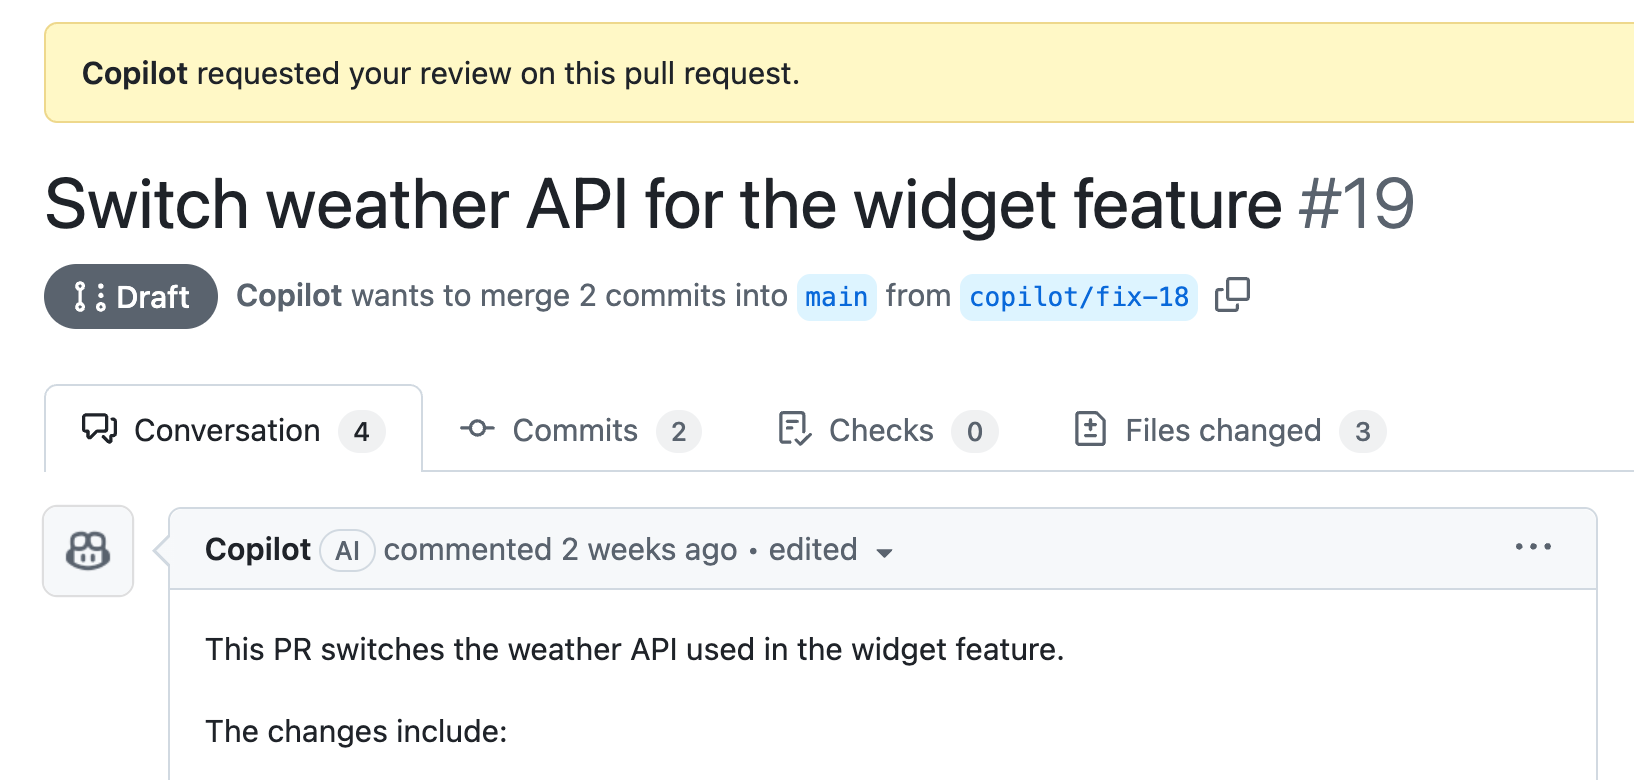 Copilot requested your review on this pull request.
Switch weather API for the widget feature #19
Draft Copilot wants to merge 2 commits into main from copilot/fix-18
Conversation 4 Commits 2 Checks 0 Files changed 3
Copilot AI commented 2 weeks ago • edited
This PR switches the weather API used in the widget feature.
The changes include: